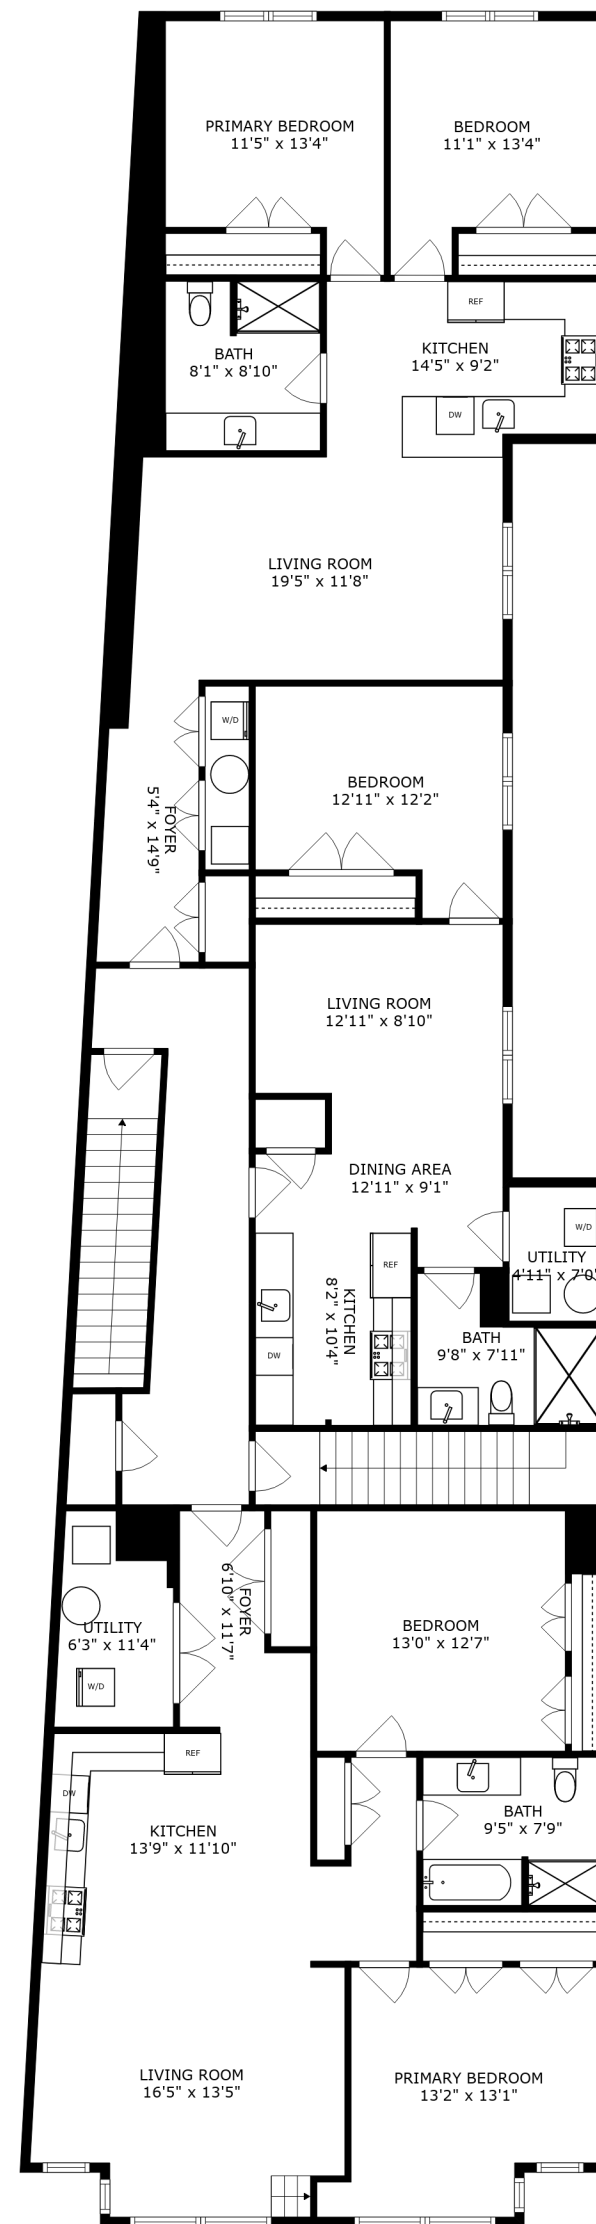 PRIMARY BEDROOM
11'5" x 13'4"
BEDROOM
11'1" x 13'4"
REF
BATH
8'1" x 8'10"
KITCHEN
14'5" x 9'2"
DW
LIVING ROOM
19'5" x 11'8"
W/D
FOYER
5'4" x 14'9"
BEDROOM
12'11" x 12'2"
LIVING ROOM
12'11" x 8'10"
DINING AREA
12'11" x 9'1"
W/D
UTILITY
4'11" x 7'0"
REF
KITCHEN
8'2" x 10'4"
DW
BATH
9'8" x 7'11"
FOYER
6'10" x 11'7"
UTILITY
6'3" x 11'4"
W/D
BEDROOM
13'0" x 12'7"
REF
DW
KITCHEN
13'9" x 11'10"
BATH
9'5" x 7'9"
LIVING ROOM
16'5" x 13'5"
PRIMARY BEDROOM
13'2" x 13'1"